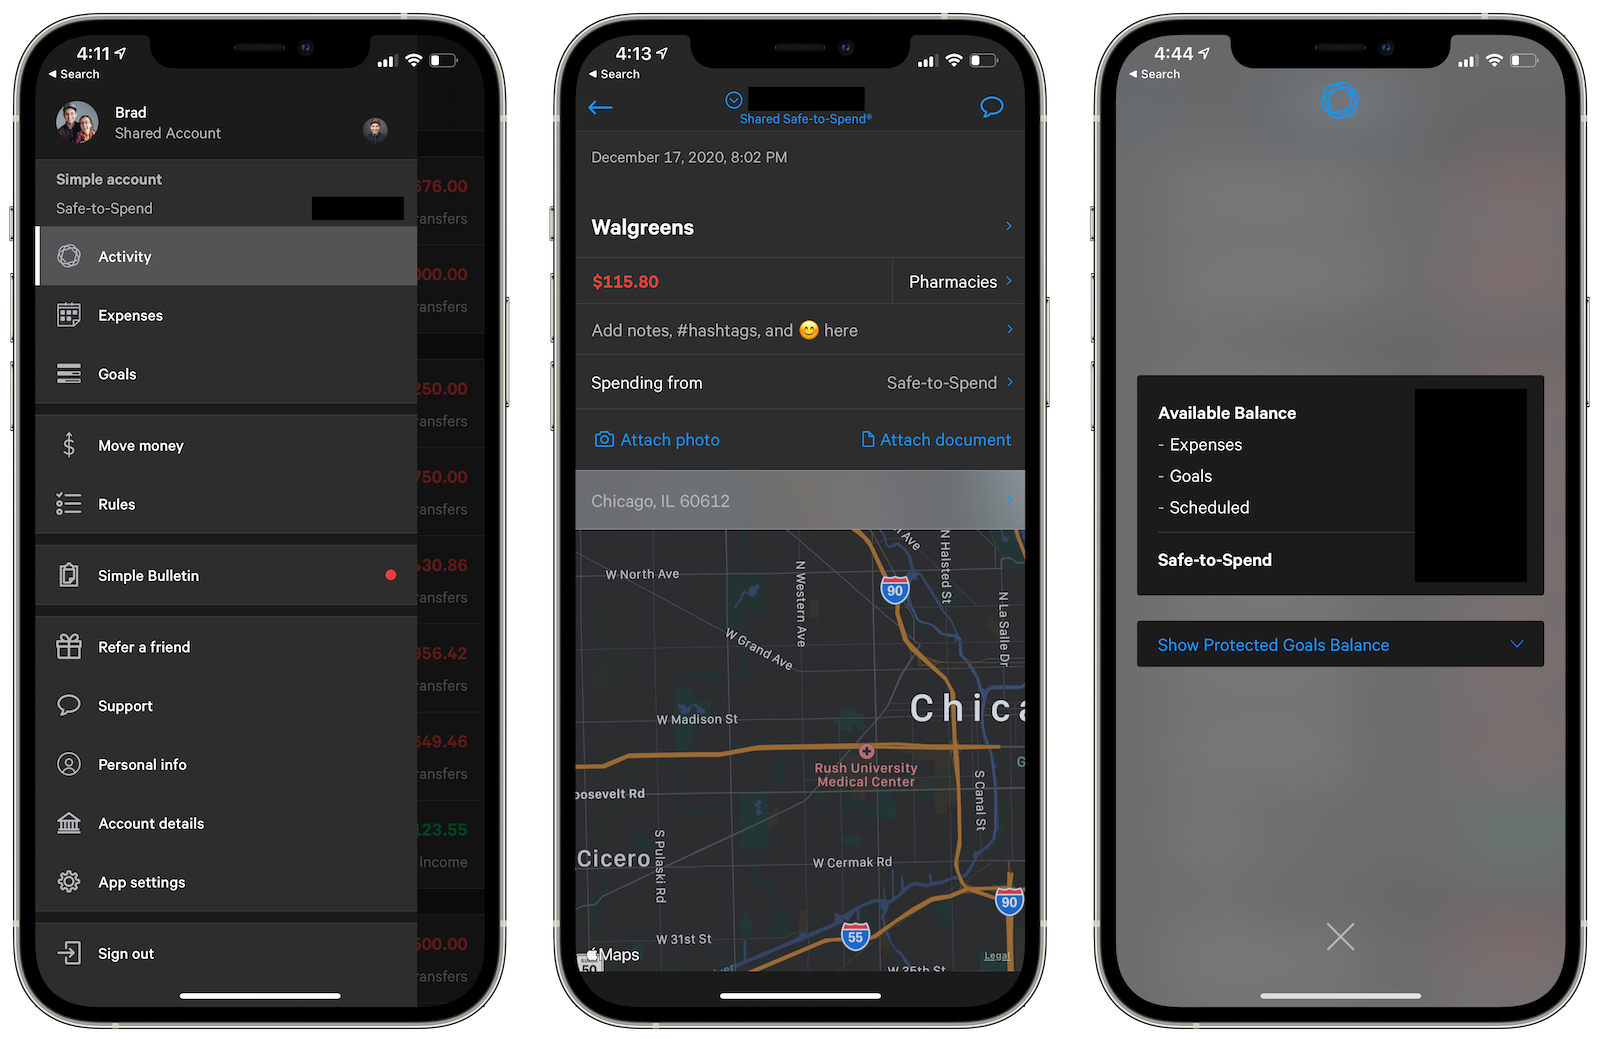 4:11
◀ Search
Brad
Shared Account
Simple account
Safe-to-Spend
Activity
Expenses
Goals
Move money
Rules
Simple Bulletin
Refer a friend
Support
Personal info
Account details
App settings
Sign out
676.00
ansfers
000.00
ansfers
250.00
ansfers
750.00
ansfers
430.86
ansfers
956.42
ansfers
649.46
ansfers
123.55
Income
500.00
ansfers
4:13
◀ Search
Shared Safe-to-Spend®
December 17, 2020, 8:02 PM
Walgreens
$115.80
Pharmacies
Add notes, #hashtags, and 😊 here
Spending from
Safe-to-Spend
Attach photo
Attach document
Chicago, IL 60612
Ave
N Halsted St
W North Ave
N Western Ave
90
N La Salle Dr
W Grand Ave
Chica
W Madison St
Rush University
Medical Center
G
oosevelt Rd
S Canal St
S Pulaski Rd
Cicero
W Cermak Rd
90
55
W 31st St
Maps
Legal
50
W 35th St
4:44
◀ Search
Available Balance
- Expenses
- Goals
- Scheduled
Safe-to-Spend
Show Protected Goals Balance